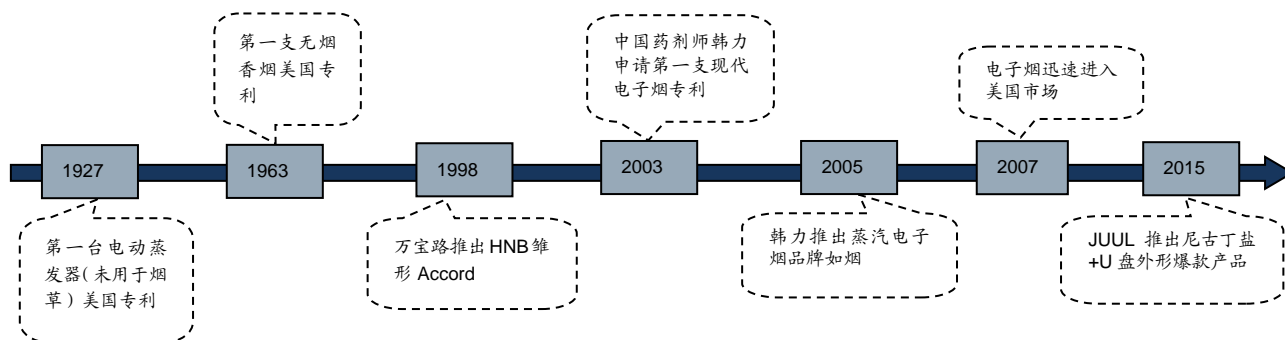 第一支无烟
香烟美国专
利
中国药剂师韩力
申请第一支现代
电子烟专利
电子烟迅速进入
美国市场
1927
1963
1998
2003
2005
2007
2015
第一台电动蒸
发器(未用于烟
草)美国专利
万宝路推出HNB雏
形 Accord
韩力推出蒸汽电子
烟品牌如烟
JUUL 推出尼古丁盐
+U 盘外形爆款产品